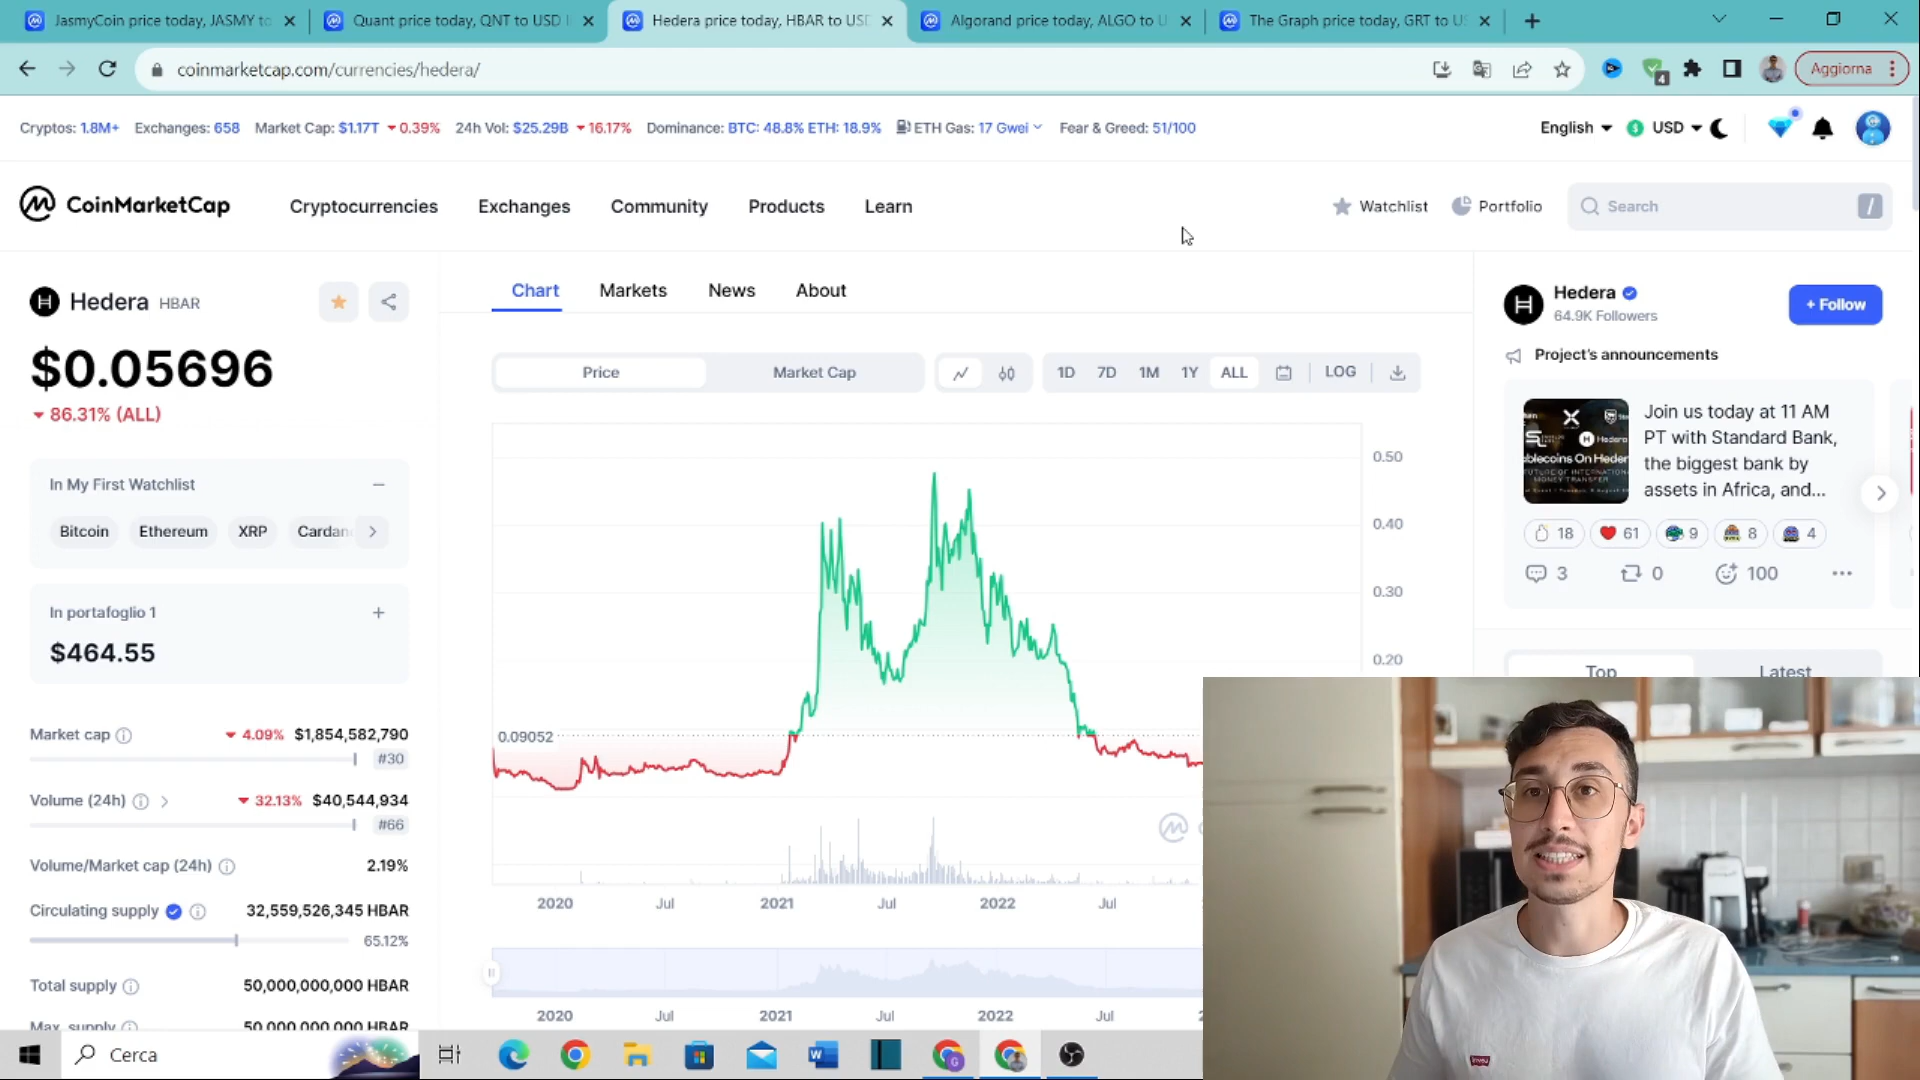 JasmyCoin price today, JASMY to
Quant price today, QNT to USD
Hedera price today, HBAR to USD
Algorand price today, ALGO to U
The Graph price today, GRT to US
coinmarketcap.com/currencies/hedera/
4
Aggiorna
Cryptos: 1.8M+ Exchanges: 658 Market Cap: $1.17T 0.39% 24h Vol: $25.29B 16.17% Dominance: BTC: 48.8% ETH: 18.9% ETH Gas: 17 Gwei Fear & Greed: 51/100
English USD
CoinMarketCap
Cryptocurrencies Exchanges Community Products Learn
Watchlist Portfolio Search /
Hedera HBAR
$0.05696
86.31% (ALL)
In My First Watchlist
Bitcoin Ethereum XRP Cardan
In portafoglio 1
$464.55
Market cap 4.09% $1,854,582,790
#30
Volume (24h) 32.13% $40,544,934
#66
Volume/Market cap (24h) 2.19%
Circulating supply 32,559,526,345 HBAR
65.12%
Total supply 50,000,000,000 HBAR
Max. supply 50,000,000,000 HBAR
Chart Markets News About
Price Market Cap
1D 7D 1M 1Y ALL LOG
0.50
0.40
0.30
0.20
0.09052
2020 Jul 2021 Jul 2022 Jul
2020 Jul 2021 Jul 2022 Jul
Hedera
64.9K Followers
+ Follow
Project's announcements
Join us today at 11 AM
PT with Standard Bank,
the biggest bank by
assets in Africa, and...
18 61 9 8 4
3 0 100
Top Latest
Cerca